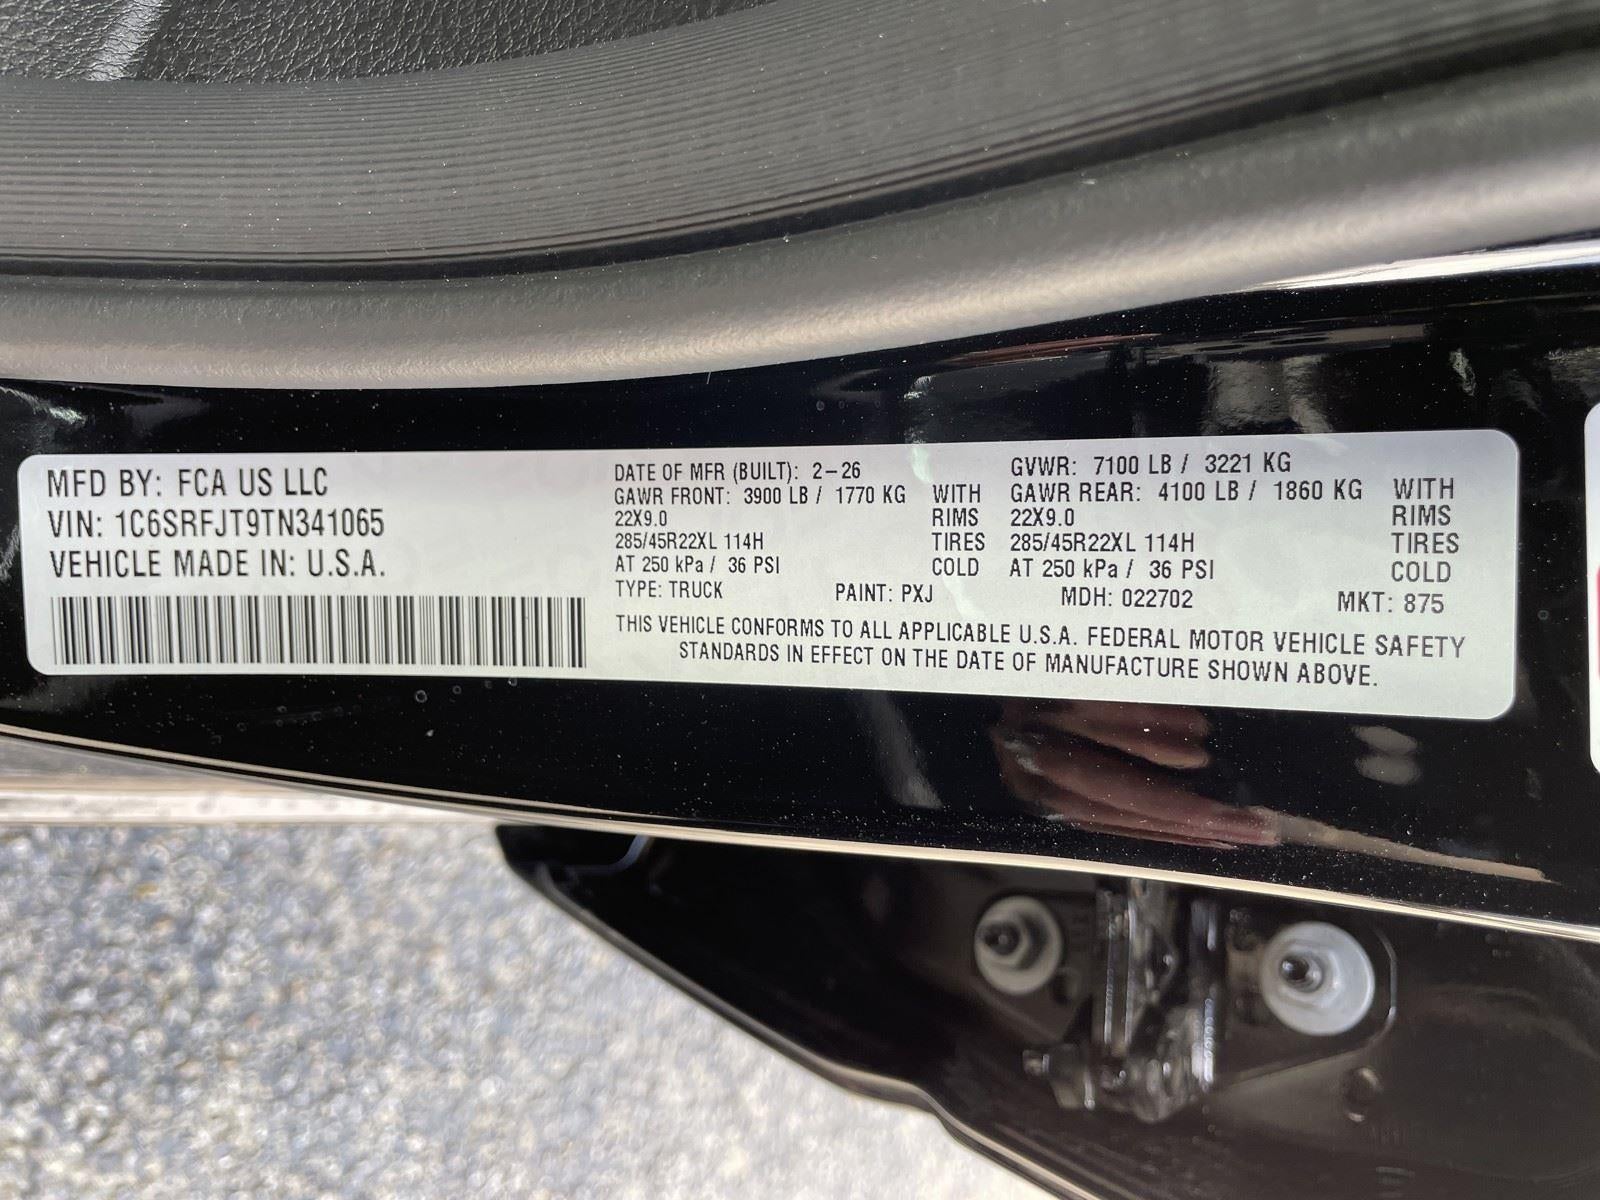 MFD BY: FCA US LLC
VIN: 1C6SRFJT9TN341065
VEHICLE MADE IN: U.S.A.
DATE OF MFR (BUILT): 2-26 GVWR: 7100 LB / 3221 KG
GAWR FRONT: 3900 LB / 1770 KG WITH GAWR REAR: 4100 LB / 1860 KG WITH
22X9.0 RIMS 22X9.0 RIMS
285/45R22XL 114H TIRES 285/45R22XL 114H TIRES
AT 250 kPa / 36 PSI COLD AT 250 kPa / 36 PSI COLD
TYPE: TRUCK PAINT: PXJ MDH: 022702 MKT: 875
THIS VEHICLE CONFORMS TO ALL APPLICABLE U.S.A. FEDERAL MOTOR VEHICLE SAFETY
STANDARDS IN EFFECT ON THE DATE OF MANUFACTURE SHOWN ABOVE.